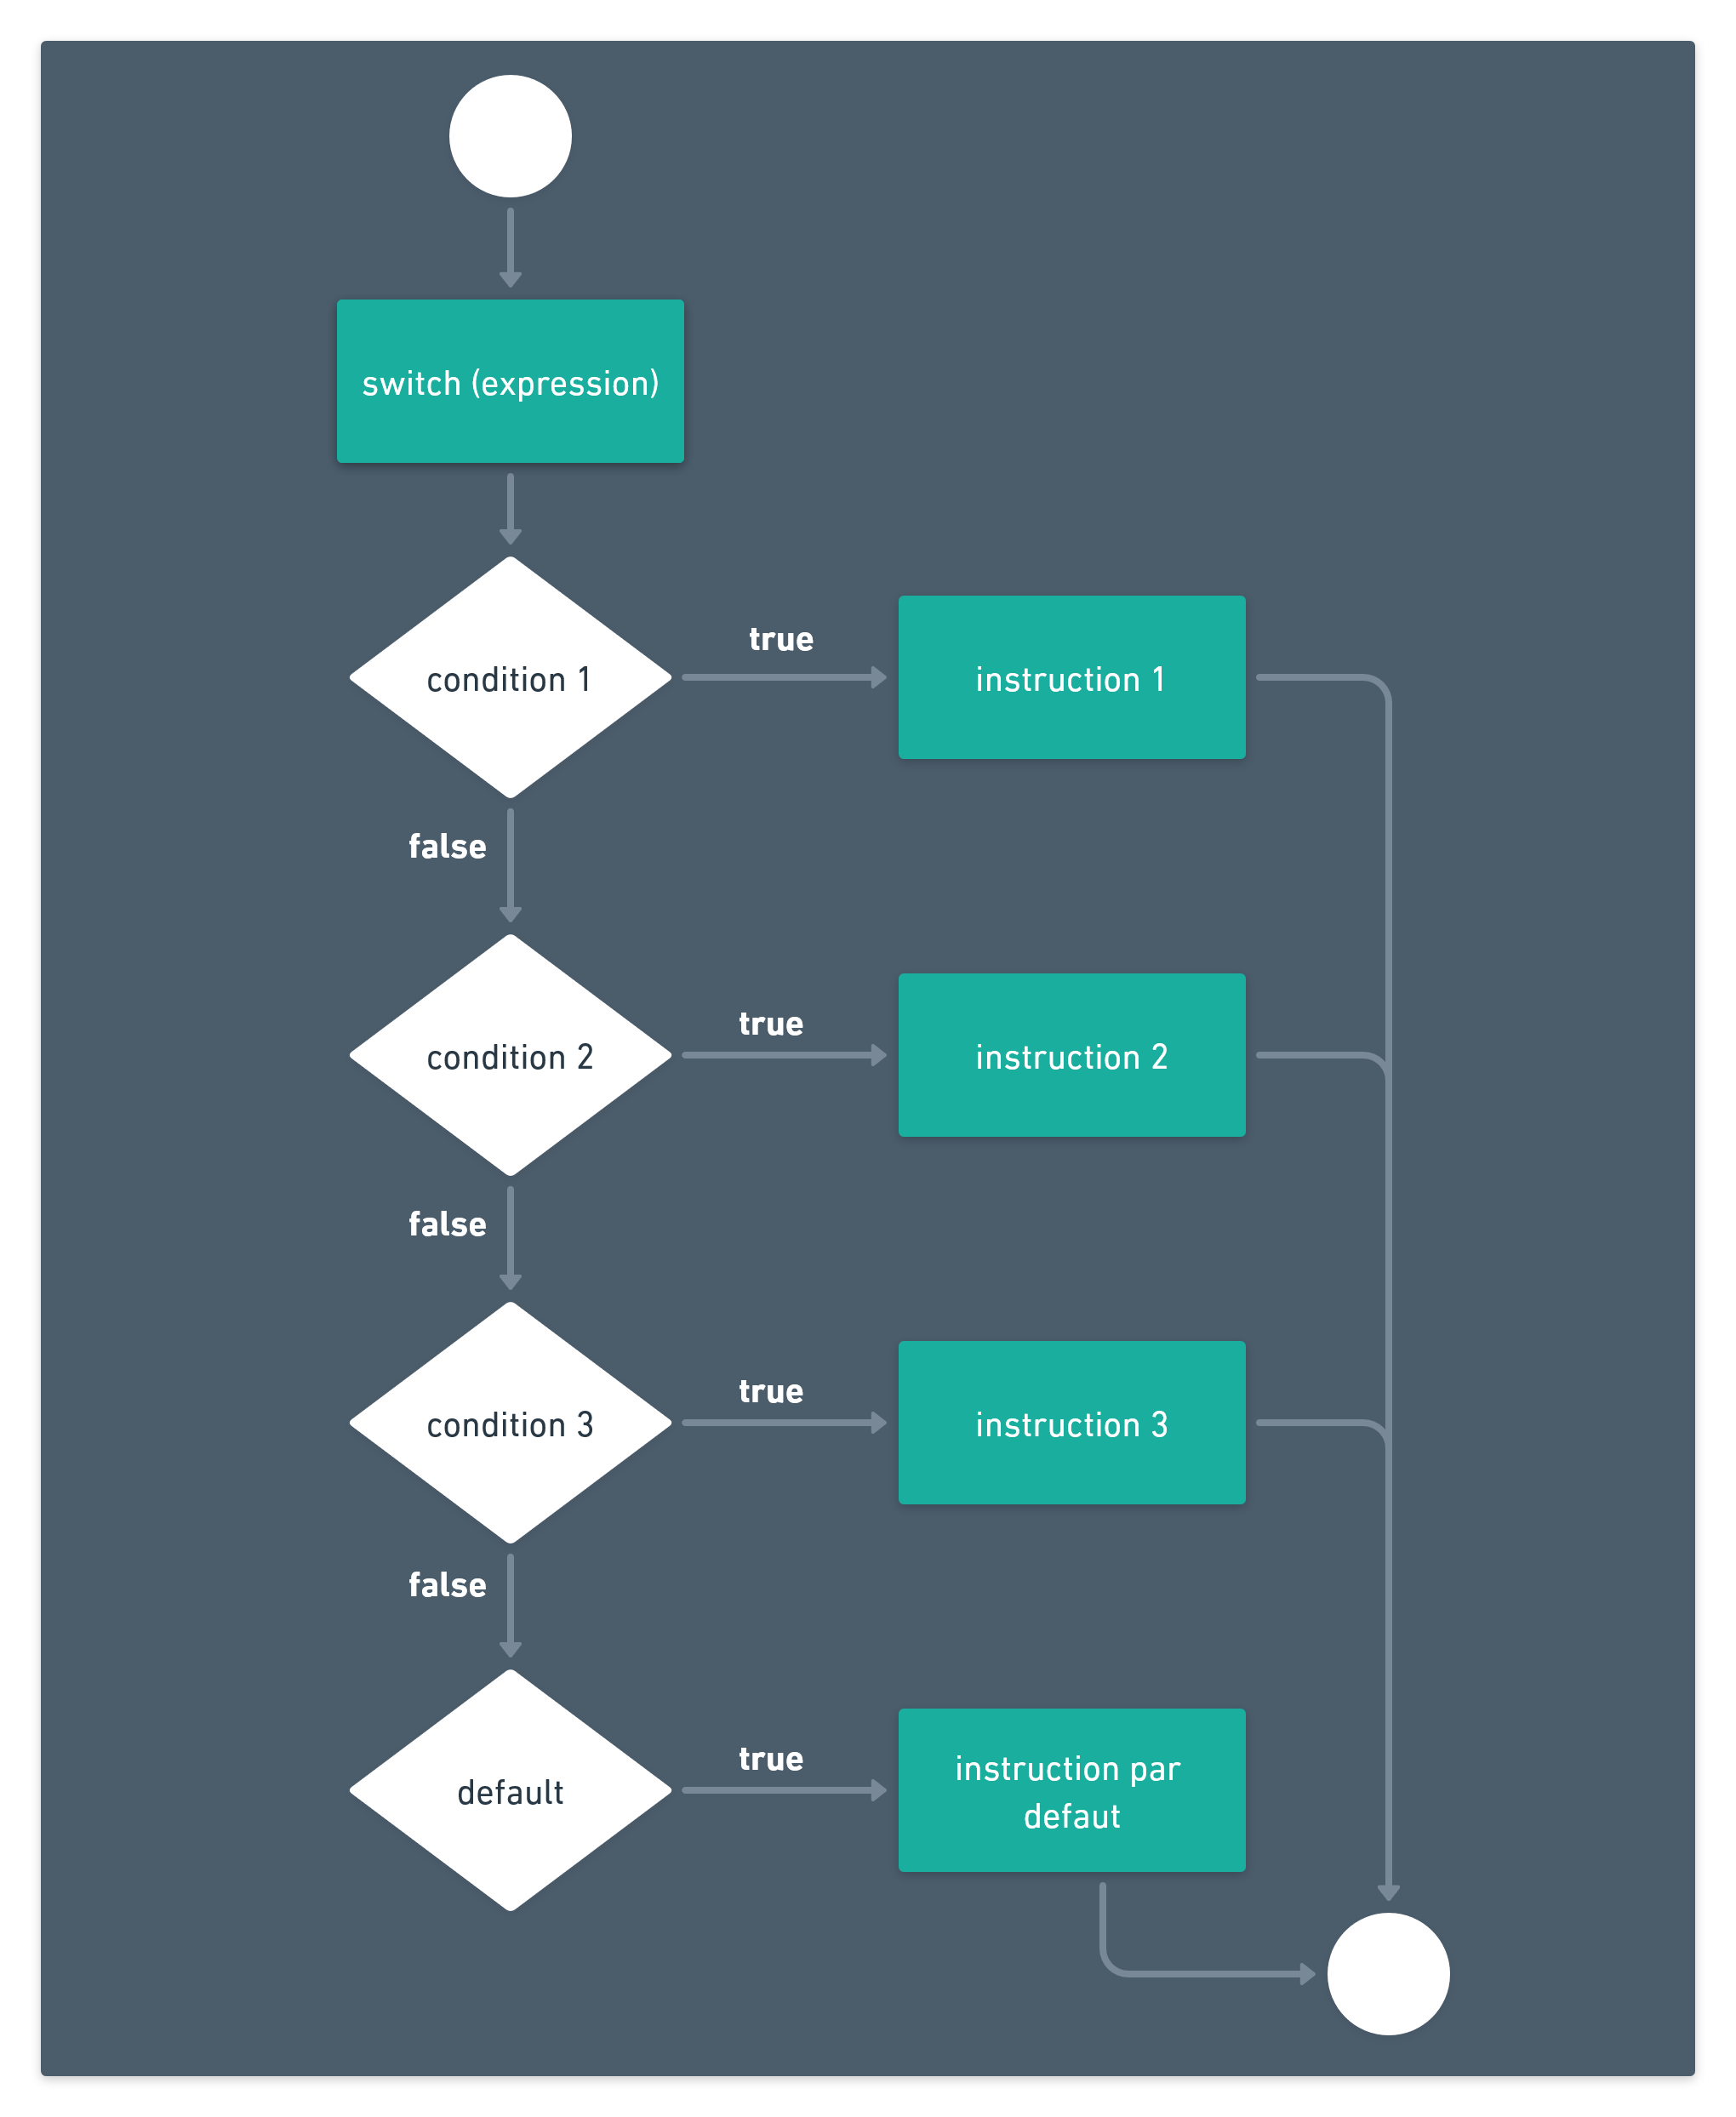 switch (expression)
condition 1
true
instruction 1
false
condition 2
true
instruction 2
false
condition 3
true
instruction 3
false
default
true
instruction par
defaut